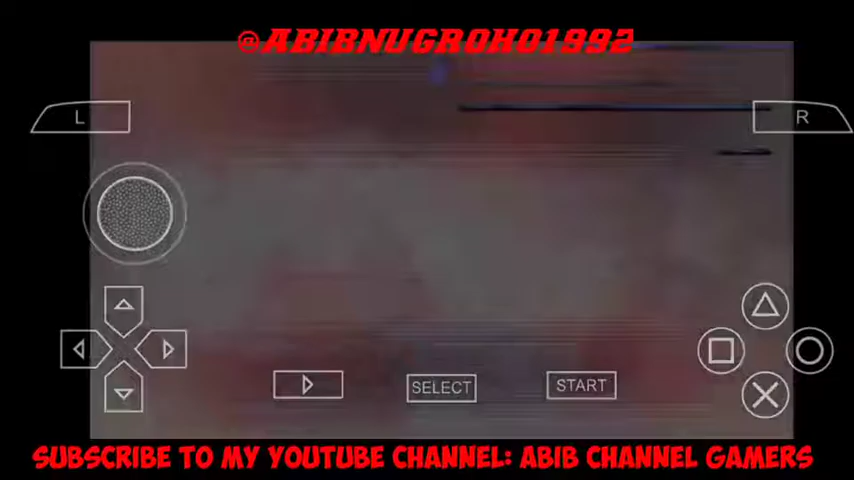 @ABIBNUGROHO1992
L
R
SELECT
START
SUBSCRIBE TO MY YOUTUBE CHANNEL: ABIB CHANNEL GAMERS